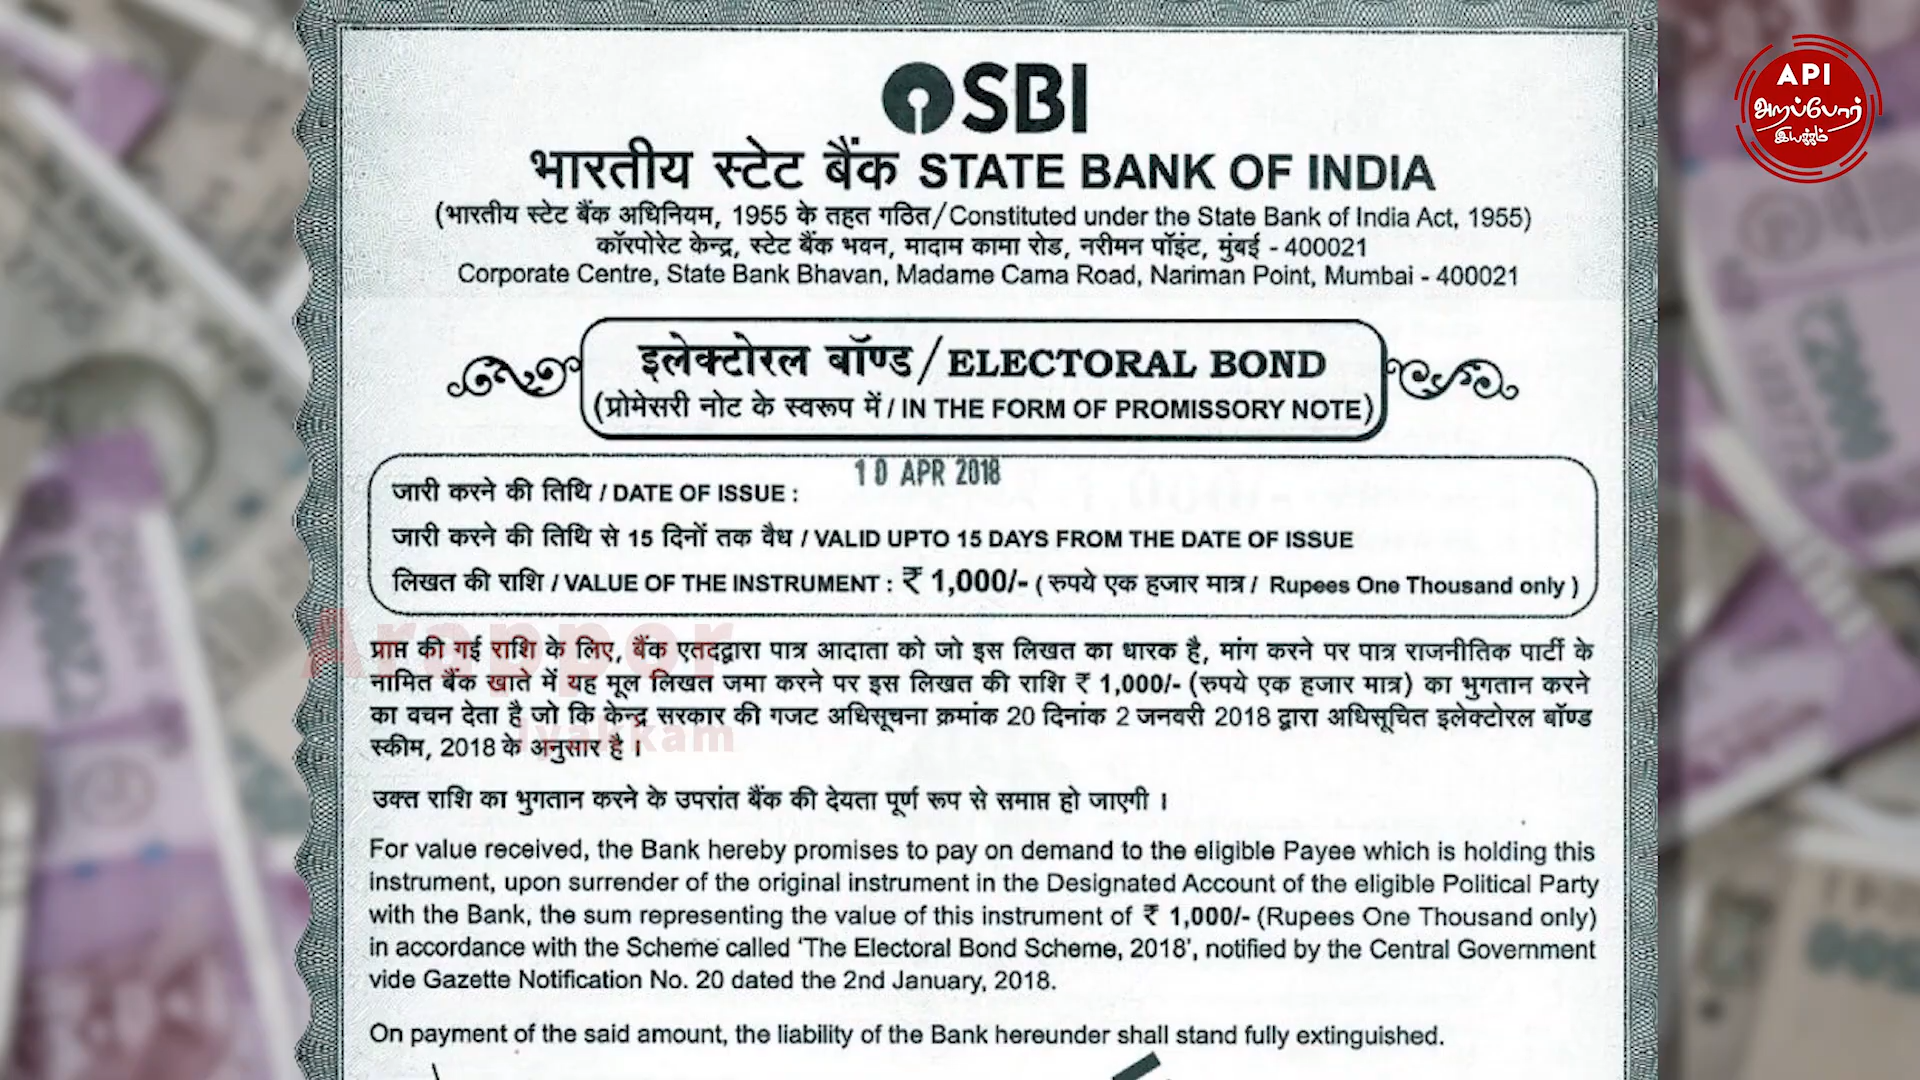 SBI
भारतीय स्टेट बैंक STATE BANK OF INDIA
(भारतीय स्टेट बैंक अधिनियम, 1955 के तहत गठित/Constituted under the State Bank of India Act, 1955)
कॉरपोरेट केन्द्र, स्टेट बैंक भवन, मादाम कामा रोड, नरीमन पॉइंट, मुंबई - 400021
Corporate Centre, State Bank Bhavan, Madame Cama Road, Nariman Point, Mumbai - 400021
API
அறப்போர்
இயக்கம்
इलेक्टोरल बॉण्ड/ELECTORAL BOND
(प्रोमेसरी नोट के स्वरूप में/IN THE FORM OF PROMISSORY NOTE)
10 APR 2018
जारी करने की तिथि / DATE OF ISSUE :
जारी करने की तिथि से 15 दिनों तक वैध / VALID UPTO 15 DAYS FROM THE DATE OF ISSUE
लिखत की राशि / VALUE OF THE INSTRUMENT : ₹ 1,000/- (रुपये एक हजार मात्र / Rupees One Thousand only )
प्राप्त की गई राशि के लिए, बैंक एतदद्वारा पात्र आदाता को जो इस लिखत का धारक है, मांग करने पर पात्र राजनीतिक पार्टी के
नामित बैंक खाते में यह मूल लिखत जमा करने पर इस लिखत की राशि ₹ 1,000/- (रुपये एक हजार मात्र) का भुगतान करने
का वचन देता है जो कि केन्द्र सरकार की गजट अधिसूचना क्रमांक 20 दिनांक 2 जनवरी 2018 द्वारा अधिसूचित इलेक्टोरल बॉण्ड
स्कीम, 2018 के अनुसार है ।
Arappor
Iyakkam
उक्त राशि का भुगतान करने के उपरांत बैंक की देयता पूर्ण रूप से समाप्त हो जाएगी ।
For value received, the Bank hereby promises to pay on demand to the eligible Payee which is holding this
instrument, upon surrender of the original instrument in the Designated Account of the eligible Political Party
with the Bank, the sum representing the value of this instrument of ₹ 1,000/- (Rupees One Thousand only)
in accordance with the Scheme called 'The Electoral Bond Scheme, 2018', notified by the Central Government
vide Gazette Notification No. 20 dated the 2nd January, 2018.
On payment of the said amount, the liability of the Bank hereunder shall stand fully extinguished.